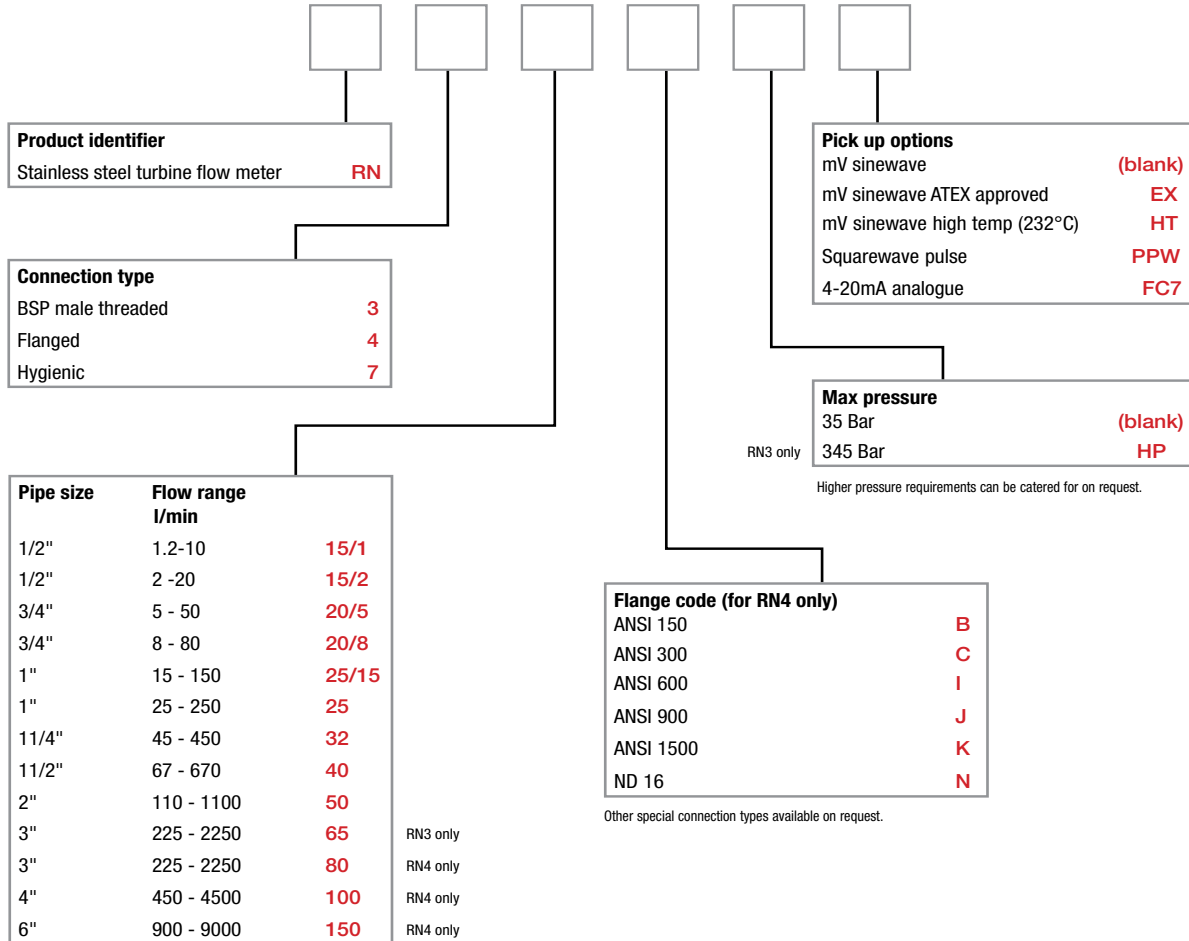 Product identifier
Stainless steel turbine flow meter RN
Connection type
BSP male threaded 3
Flanged 4
Hygienic 7
Pipe size Flow range
l/min
1/2" 1.2-10 15/1
1/2" 2 -20 15/2
3/4" 5 - 50 20/5
3/4" 8 - 80 20/8
1" 15 - 150 25/15
1" 25 - 250 25
11/4" 45 - 450 32
11/2" 67 - 670 40
2" 110 - 1100 50
3" 225 - 2250 65 RN3 only
3" 225 - 2250 80 RN4 only
4" 450 - 4500 100 RN4 only
6" 900 - 9000 150 RN4 only
Flange code (for RN4 only)
ANSI 150 B
ANSI 300 C
ANSI 600 I
ANSI 900 J
ANSI 1500 K
ND 16 N
Other special connection types available on request.
Max pressure
35 Bar (blank)
RN3 only 345 Bar HP
Higher pressure requirements can be catered for on request.
Pick up options
mV sinewave (blank)
mV sinewave ATEX approved EX
mV sinewave high temp (232°C) HT
Squarewave pulse PPW
4-20mA analogue FC7